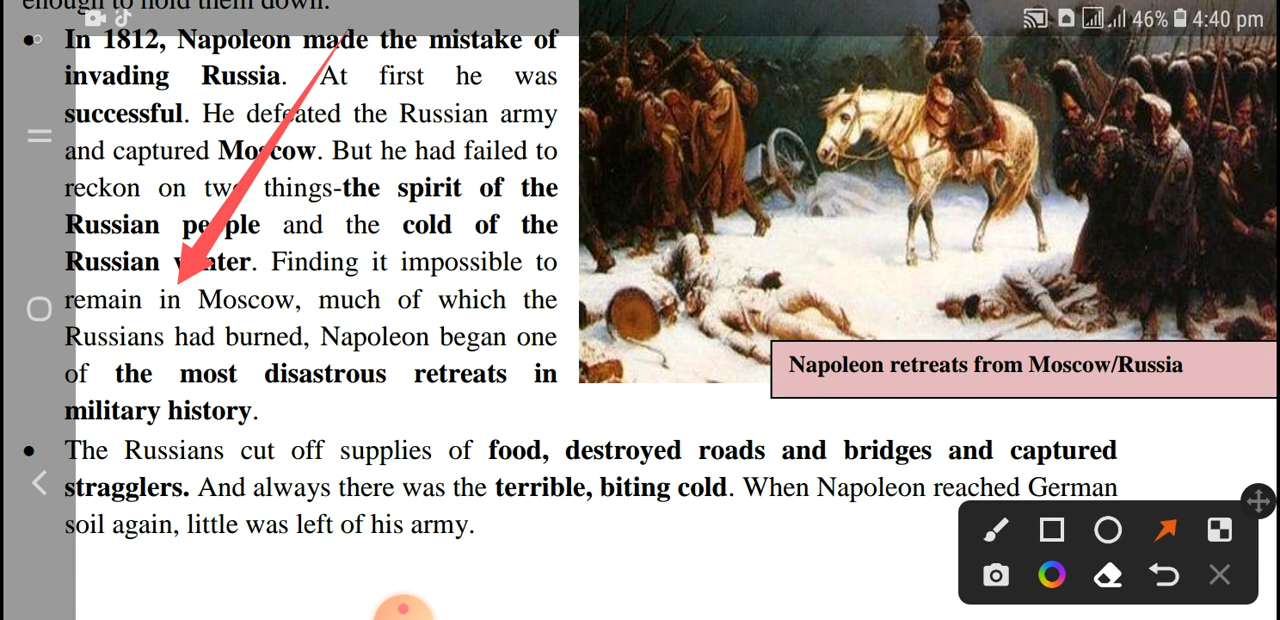 enough to hold them down.
46% 4:40 pm
• In 1812, Napoleon made the mistake of
invading Russia. At first he was
successful. He defeated the Russian army
and captured Moscow. But he had failed to
reckon on two things-the spirit of the
Russian people and the cold of the
Russian winter. Finding it impossible to
remain in Moscow, much of which the
Russians had burned, Napoleon began one
of the most disastrous retreats in
military history.
Napoleon retreats from Moscow/Russia
• The Russians cut off supplies of food, destroyed roads and bridges and captured
stragglers. And always there was the terrible, biting cold. When Napoleon reached German
soil again, little was left of his army.